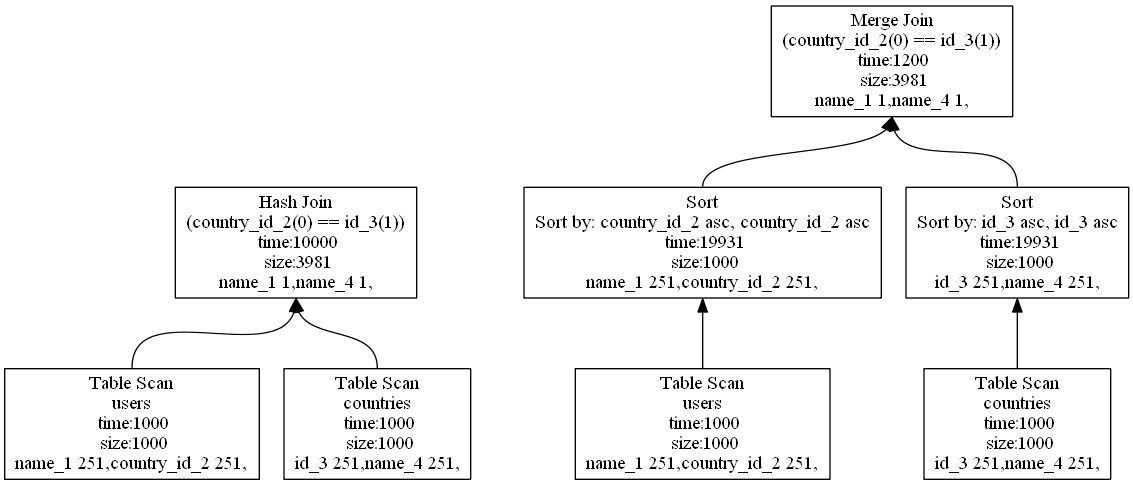 Merge Join
(country_id_2(0) == id_3(1))
time:1200
size:3981
name_1 1,name_4 1,
Hash Join
(country_id_2(0) == id_3(1))
time:10000
size:3981
name_1 1,name_4 1,
Sort
Sort by: country_id_2 asc, country_id_2 asc
time:19931
size:1000
name_1 251,country_id_2 251,
Sort
Sort by: id_3 asc, id_3 asc
time:19931
size:1000
id_3 251,name_4 251,
Table Scan
users
time:1000
size:1000
name_1 251,country_id_2 251,
Table Scan
countries
time:1000
size:1000
id_3 251,name_4 251,
Table Scan
users
time:1000
size:1000
name_1 251,country_id_2 251,
Table Scan
countries
time:1000
size:1000
id_3 251,name_4 251,